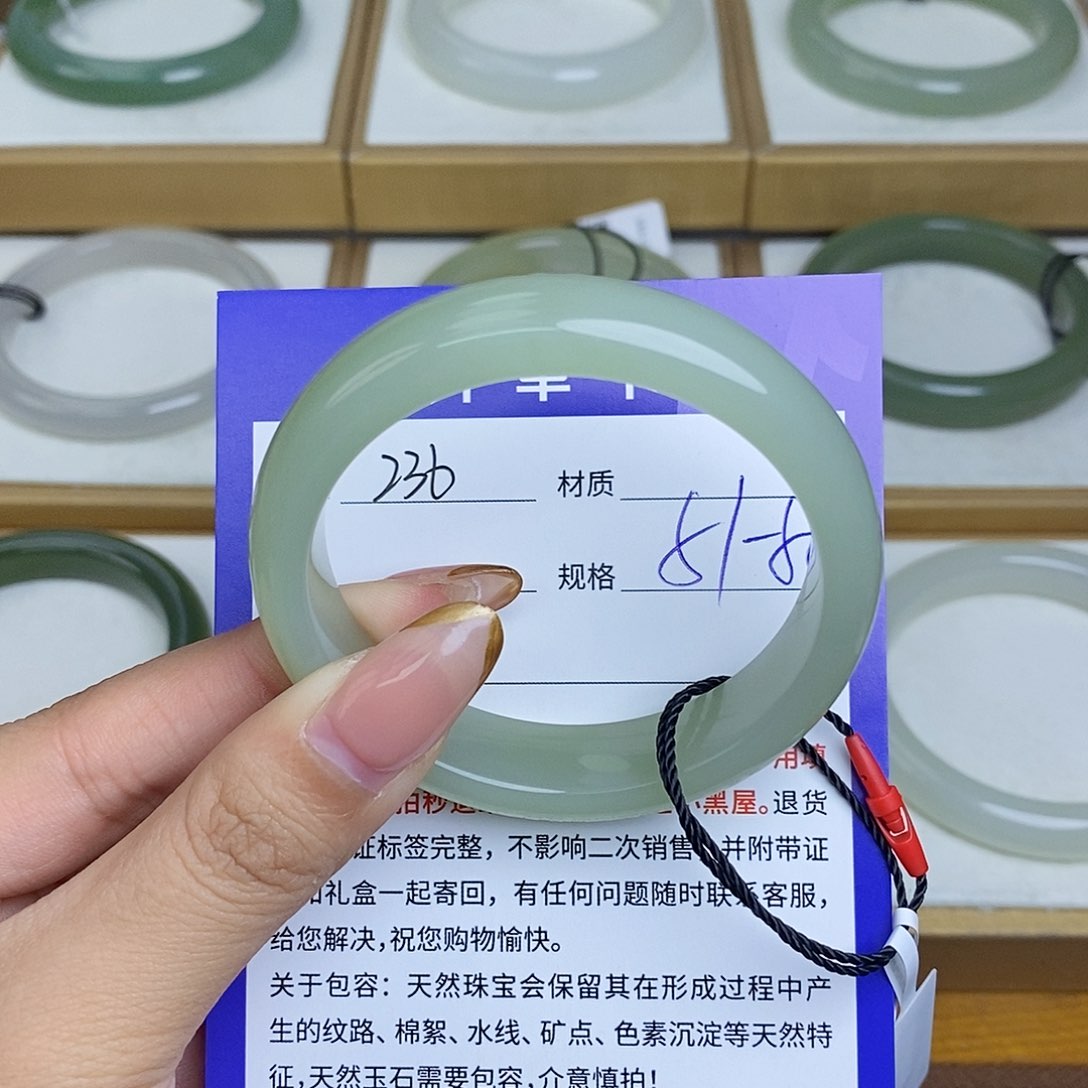 236 材质
规格
黑屋。退货
证标签完整，不影响二次销售 并附带证
礼盒一起寄回，有任何问题随时联系客服，
给您解决，祝您购物愉快。
关于包容：天然珠宝会保留其在形成过程中产
生的纹路、棉絮、水线、矿点、色素沉淀等天然特
征，天然玉石需要包容，介意慎拍！